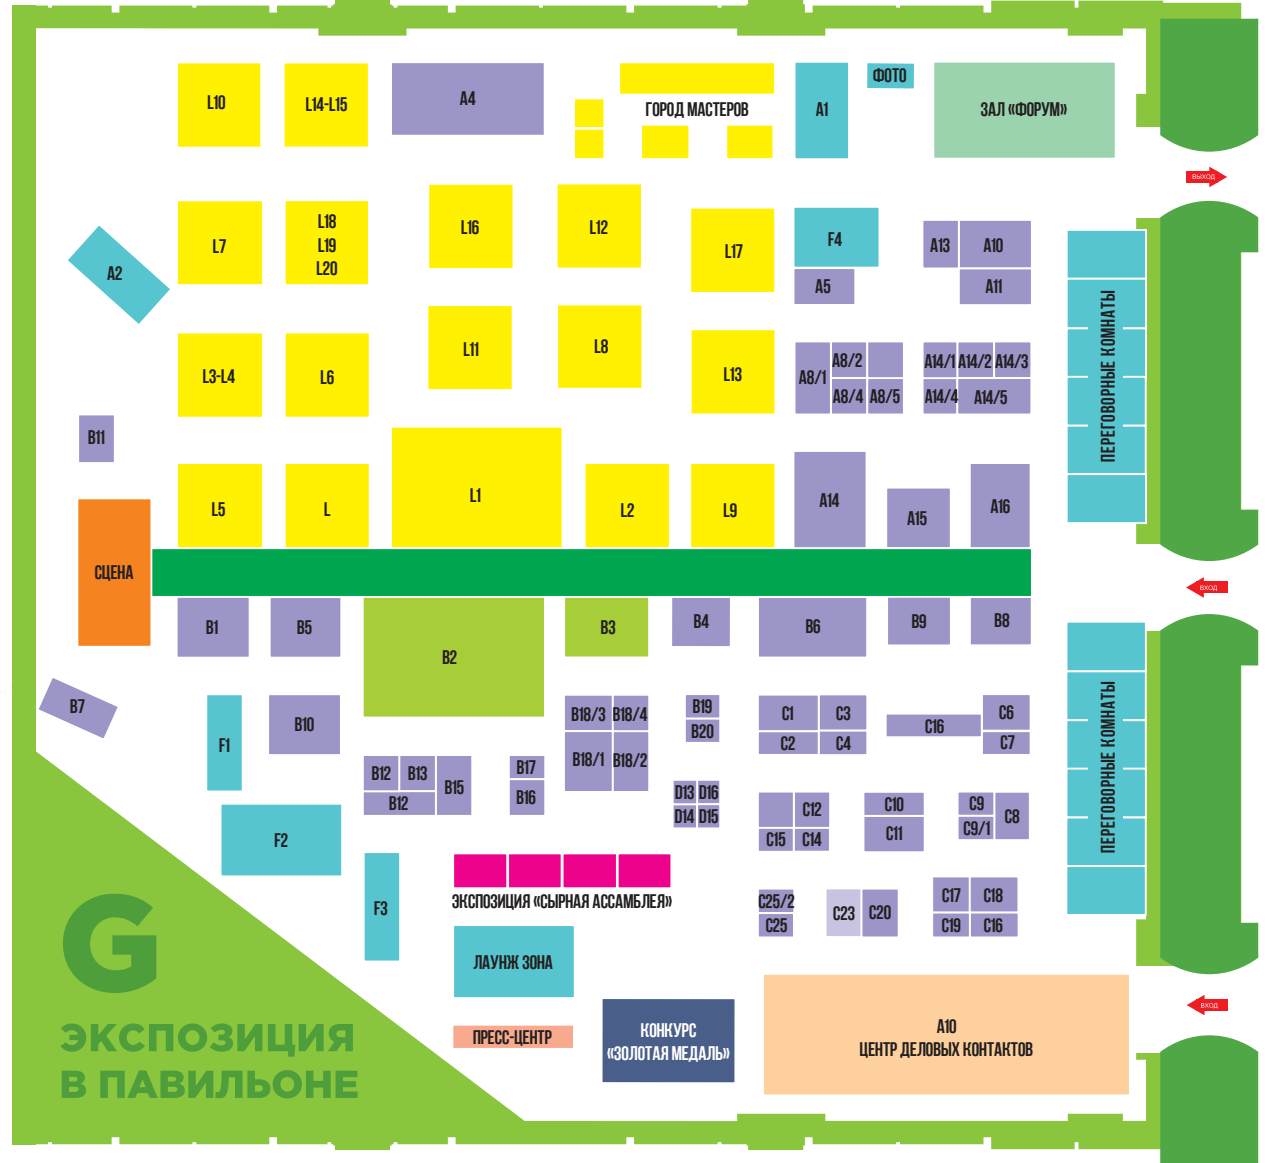 L10
L14-L15
A4
ГОРОД МАСТЕРОВ
A1
ФОТО
ЗАЛ «ФОРУМ»
ВЫХОД
A2
L7
L18
L19
L20
L16
L12
L17
F4
A5
A13
A10
A11
ПЕРЕГОВОРНЫЕ КОМНАТЫ
L3-L4
L6
L11
L8
L13
A8/1
A8/2
A8/4
A8/5
A14/1
A14/2
A14/3
A14/4
A14/5
B11
L5
L
L1
L2
L9
A14
A15
A16
СЦЕНА
ВХОД
B1
B5
B2
B3
B4
B6
B9
B8
B7
F1
B10
B18/3
B18/4
B18/1
B18/2
B19
B20
C1
C3
C2
C4
C16
C6
C7
ПЕРЕГОВОРНЫЕ КОМНАТЫ
B12
B13
B15
B12
B17
B16
D13
D16
D14
D15
C12
C15
C14
C10
C11
C9
C9/1
C8
F2
F3
ЭКСПОЗИЦИЯ «СЫРНАЯ АССАМБЛЕЯ»
C25/2
C25
C23
C20
C17
C18
C19
C16
ЛАУНЖ ЗОНА
ПРЕСС-ЦЕНТР
КОНКУРС
«ЗОЛОТАЯ МЕДАЛЬ»
A10
ЦЕНТР ДЕЛОВЫХ КОНТАКТОВ
ВХОД
G
ЭКСПОЗИЦИЯ
В ПАВИЛЬОНЕ